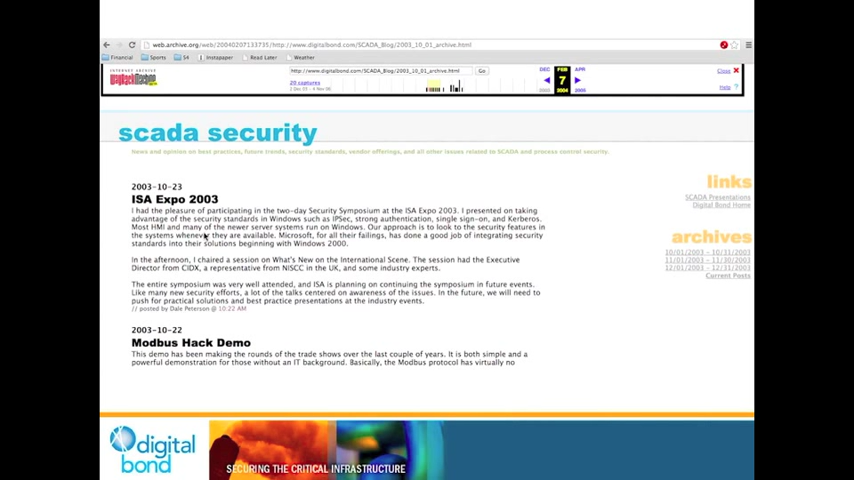 web.archive.org/web/20040207133735/http://www.digitalbond.com/SCADA_Blog/2003_10_01_archive.html
Financial Sports S4 Instapaper Read Later Weather
INTERNET ARCHIVE
http://www.digitalbond.com/SCADA_Blog/2003_10_01_archive.html Go
DEC FEB APR
Close
29 captures
7
2 Dec 03 - 4 Nov 06
2003 2004 2005
Help ?
scada security
News and opinion on best practices, future trends, security standards, vendor offerings, and all other issues related to SCADA and process control security.
links
SCADA Presentations
Digital Bond Home
archives
10/01/2003 - 10/31/2003
11/01/2003 - 11/30/2003
12/01/2003 - 12/31/2003
Current Posts
2003-10-23
ISA Expo 2003
I had the pleasure of participating in the two-day Security Symposium at the ISA Expo 2003. I presented on taking
advantage of the security standards in Windows such as IPSec, strong authentication, single sign-on, and Kerberos.
Most HMI and many of the newer server systems run on Windows. Our approach is to look to the security features in
the systems whenever they are available. Microsoft, for all their failings, has done a good job of integrating security
standards into their solutions beginning with Windows 2000.
In the afternoon, I chaired a session on What's New on the International Scene. The session had the Executive
Director from CIDX, a representative from NISCC in the UK, and some industry experts.
The entire symposium was very well attended, and ISA is planning on continuing the symposium in future events.
Like many new security efforts, a lot of the talks centered on awareness of the issues. In the future, we will need to
push for practical solutions and best practice presentations at the industry events.
// posted by Dale Peterson @ 10:22 AM
2003-10-22
Modbus Hack Demo
This demo has been making the rounds of the trade shows over the last couple of years. It is both simple and a
powerful demonstration for those without an IT background. Basically, the Modbus protocol has virtually no
digital
bond
SECURING THE CRITICAL INFRASTRUCTURE